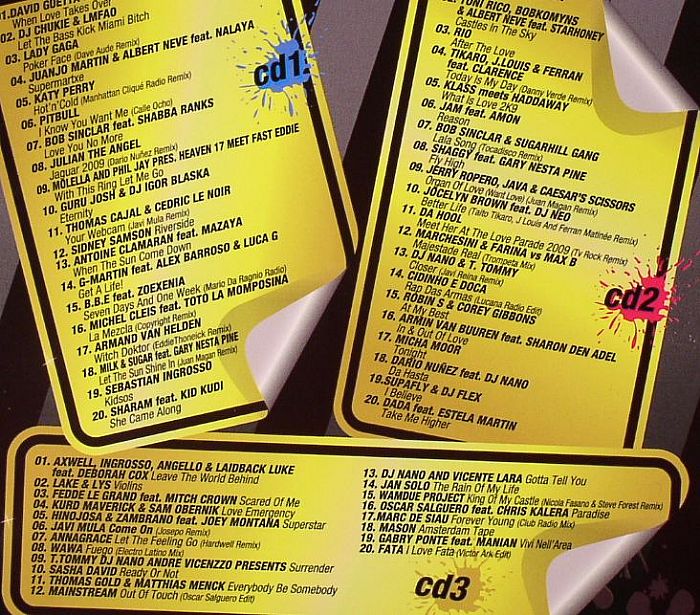 01.DAVID GUETTA
When Love Takes Over
02. DJ CHUKIE & LMFAO
Let The Bass Kick Miami Bitch
03. LADY GAGA
Poker Face (Dave Aude Remix)
04. JUANJO MARTIN & ALBERT NEVE feat. NALAYA
Supermartxe
05. KATY PERRY
Hot'n'Cold (Manhattan Cliqué Radio Remix)
06. PITBULL
I Know You Want Me (Calle Ocho)
07. BOB SINCLAR feat. SHABBA RANKS
Love You No More
08. JULIAN THE ANGEL
Jaguar 2009 (Dario Nuñez Remix)
09. MOLELLA AND PHIL JAY PRES. HEAVEN 17 MEET FAST EDDIE
With This Ring Let Me Go
10. GURU JOSH & DJ IGOR BLASKA
Eternity
11. THOMAS CAJAL & CEDRIC LE NOIR
Your Webcam (Javi Mula Remix)
12. SIDNEY SAMSON Riverside
13. ANTOINE CLAMARAN feat. MAZAYA
When The Sun Come Down
14. G-MARTIN feat. ALEX BARROSO & LUCA G
Get A Life!
15. B.B.E feat. ZOEXENIA
Seven Days And One Week (Mario Da Ragnio Radio)
16. MICHEL CLEIS feat. TOTO LA MOMPOSINA
La Mezcla (Copyright Remix)
17. ARMAND VAN HELDEN
Witch Doktor (EddieThoneick Remix)
18. MILK & SUGAR feat. GARY NESTA PINE
Let The Sun Shine In (Juan Magan Remix)
19. SEBASTIAN INGROSSO
Kidsos
20. SHARAM feat. KID KUDI
She Came Along
cd1
TONI RICO, BOBKOMYNS
& ALBERT NEVE feat. STARHONEY
Castles In The Sky
03. RIO
After The Love
04. TIKARO, J.LOUIS & FERRAN
feat. CLARENCE
Today Is My Day (Danny Verde Remix)
05. KLASS meets HADDAWAY
What Is Love 2K9
06. JAM feat. AMON
Reason
07. BOB SINCLAR & SUGARHILL GANG
Lala Song (Tocadisco Remix)
08. SHAGGY feat. GARY NESTA PINE
Fly High
09. JERRY ROPERO, JAVA & CAESAR'S SCISSORS
Organ Of Love (Want Love) (Juan Magan Remix)
10. JOCELYN BROWN feat. DJ NEO
Better Life (Taito Tikaro, J Louis And Ferran Matinée Remix)
11. DA HOOL
Meet Her At The Love Parade 2009 (Tv Rock Remix)
12. MARCHESINI & FARINA vs MAX B
Majestade Real (Trompeta Mix)
13. DJ NANO & T. TOMMY
Closer (Javi Reina Remix)
14. CIDINHO E DOCA
Rap Das Armas (Lucana Radio Edit)
15. ROBIN S & COREY GIBBONS
At My Best
16. ARMIN VAN BUUREN feat. SHARON DEN ADEL
In & Out Of Love
17. MICHA MOOR
Tonight
18. DARIO NUÑEZ feat. DJ NANO
Da Hasta
19.SUPAFLY & DJ FLEX
I Believe
20. DADA feat. ESTELA MARTIN
Take Me Higher
cd2
01. AXWELL, INGROSSO, ANGELLO & LAIDBACK LUKE
feat. DEBORAH COX Leave The World Behind
02. LAKE & LYS Violins
03. FEDDE LE GRAND feat. MITCH CROWN Scared Of Me
04. KURD MAVERICK & SAM OBERNIK Love Emergency
05. HINOJOSA & ZAMBRANO feat. JOEY MONTAÑA Superstar
06. JAVI MULA Come On (Josepo Remix)
07. ANNAGRACE Let The Feeling Go (Hardwell Remix)
08. WAWA Fuego (Electro Latino Mix)
09. T.TOMMY DJ NANO ANDRE VICENZZO PRESENTS Surrender
10. SASHA DAVID Ready Or Not
11. THOMAS GOLD & MATTHIAS MENCK Everybody Be Somebody
12. MAINSTREAM Out Of Touch (Oscar Salguero Edit)
13. DJ NANO AND VICENTE LARA Gotta Tell You
14. JAN SOLO The Rain Of My Life
15. WAMDUE PROJECT King Of My Castle (Nicola Fasano & Steve Forest Remix)
16. OSCAR SALGUERO feat. CHRIS KALERA Paradise
17.MARC DE SIAU Forever Young (Club Radio Mix)
18. MASON Amsterdam Tape
19. GABRY PONTE feat. MANIAN Vivi Nell'Area
20. FATA I Love Fata (Victor Ark Edit)
cd3